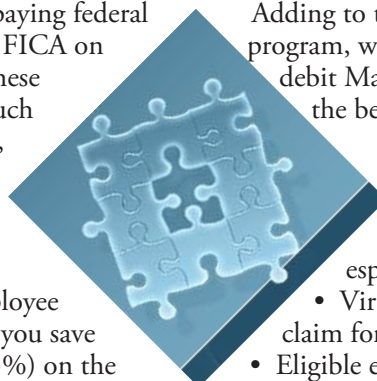 paying federal
FICA on
hese
uch
,
loyee
you save
%) on the
Adding to t
program, w
debit Ma
the be
esp
• Vir
claim for
• Eligible e